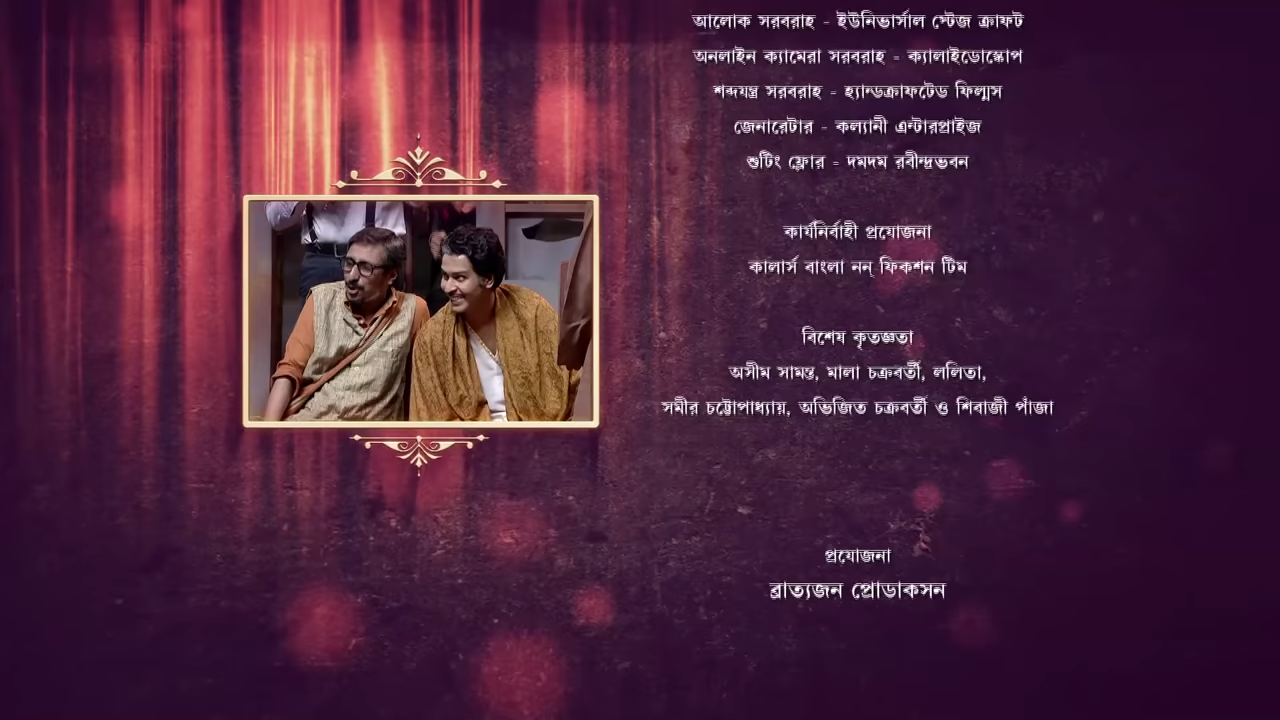 আলোক সরবরাহ - ইউনিভার্সাল স্টেজ ক্রাফট
অনলাইন ক্যামেরা সরবরাহ - ক্যালাইডোস্কোপ
শব্দযন্ত্র সরবরাহ - হ্যান্ডক্রাফটেড ফিল্মস
জেনারেটার - কল্যানী এন্টারপ্রাইজ
শুটিং ফ্লোর - দমদম রবীন্দ্রভবন
কার্যনির্বাহী প্রযোজনা
কালার্স বাংলা নন্ ফিকশন টিম
বিশেষ কৃতজ্ঞতা
অসীম সামন্ত, মালা চক্রবর্তী, ললিতা,
সমীর চট্টোপাধ্যায়, অভিজিত চক্রবর্তী ও শিবাজী পাঁজা
প্রযোজনা
ব্রাত্যজন প্রোডাকসন